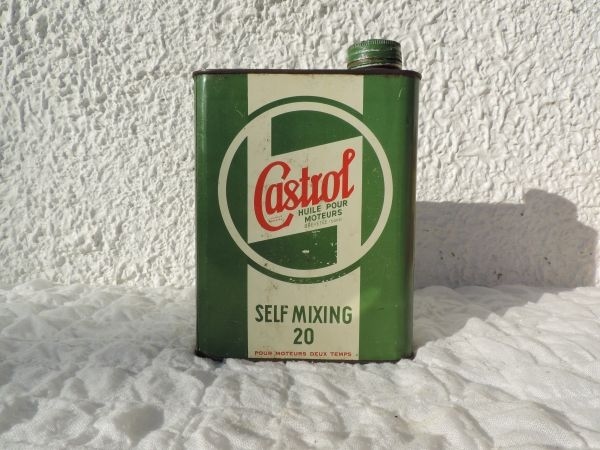 Castrol
HUILE POUR
MOTEURS
SELF MIXING
20
POUR MOTEURS DEUX TEMPS